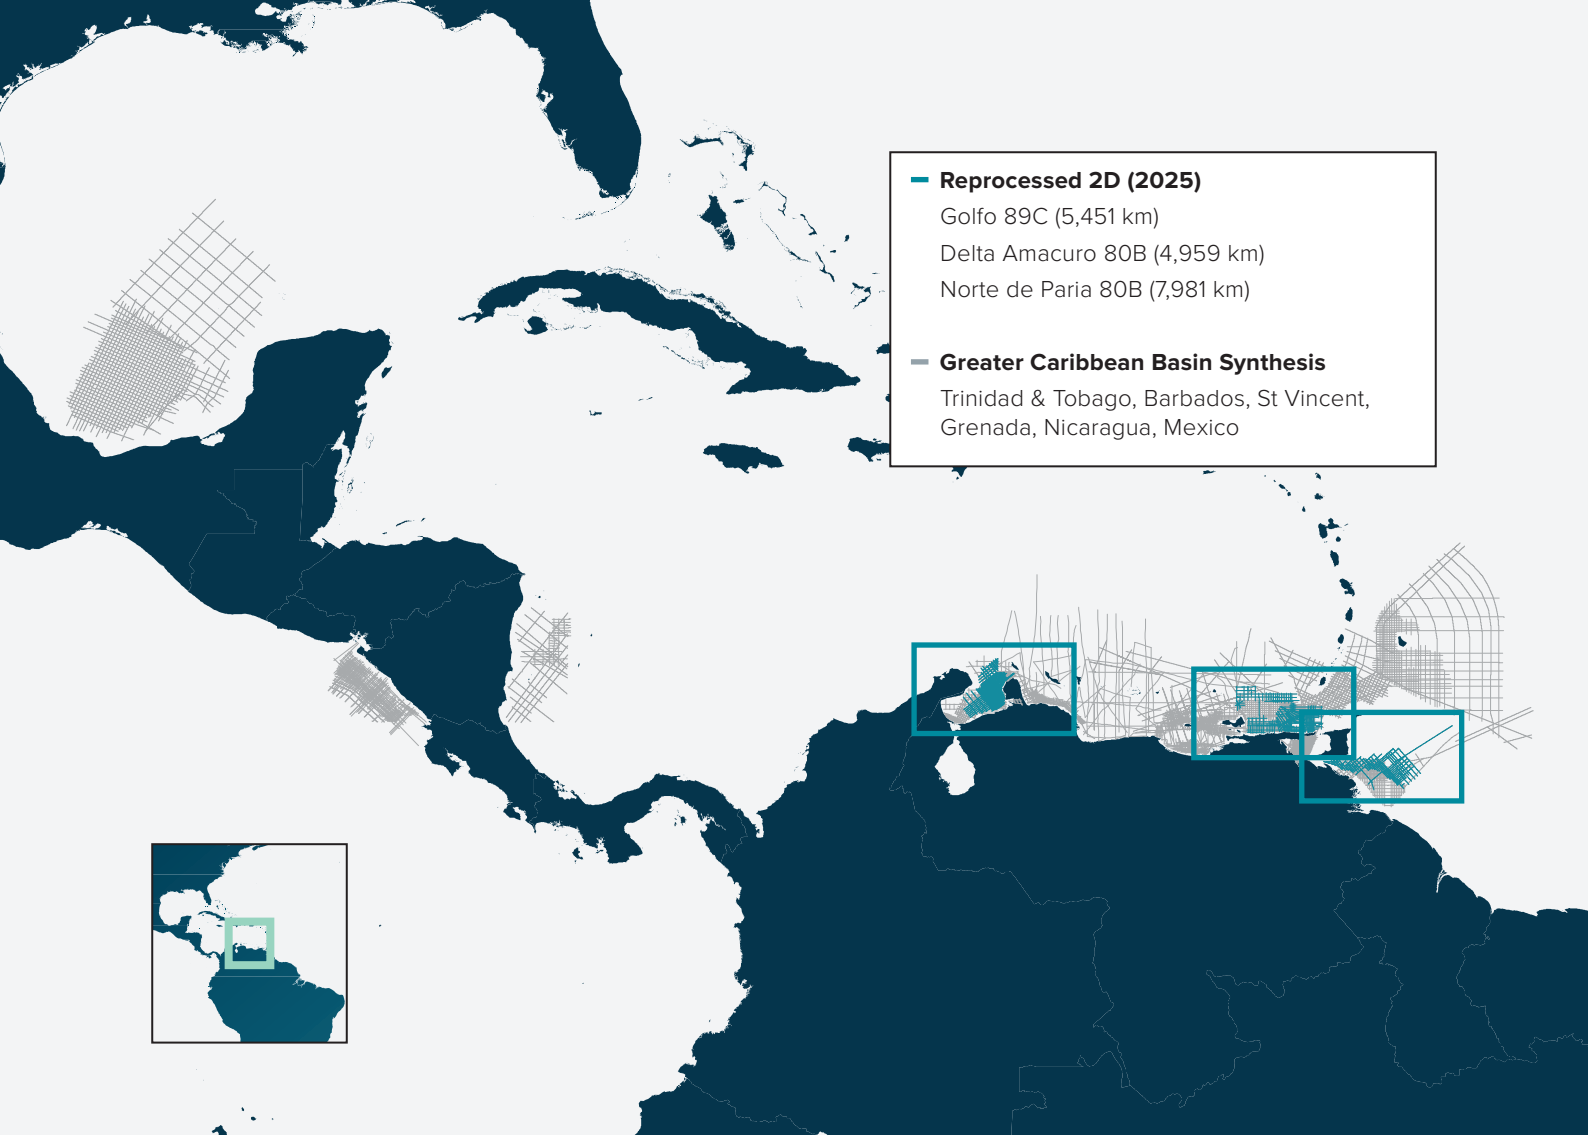 Reprocessed 2D (2025)
Golfo 89C (5,451 km)
Delta Amacuro 80B (4,959 km)
Norte de Paria 80B (7,981 km)
Greater Caribbean Basin Synthesis
Trinidad & Tobago, Barbados, St Vincent,
Grenada, Nicaragua, Mexico